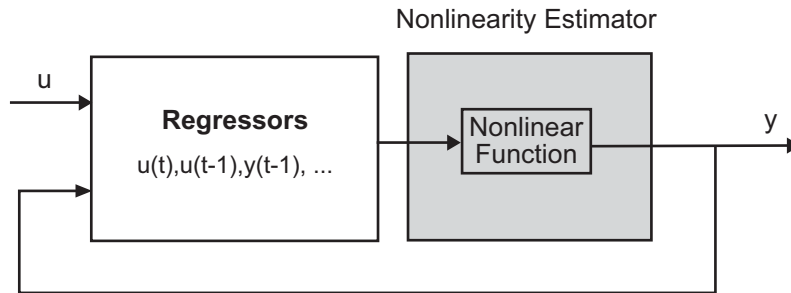 Nonlinearity Estimator
u
Regressors
u(t),u(t-1),y(t-1), ...
Nonlinear
Function
y